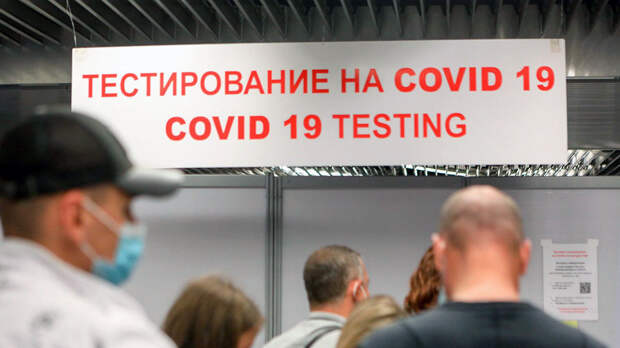 ТЕСТИРОВАНИЕ НА COVID 19
COVID 19 TESTING